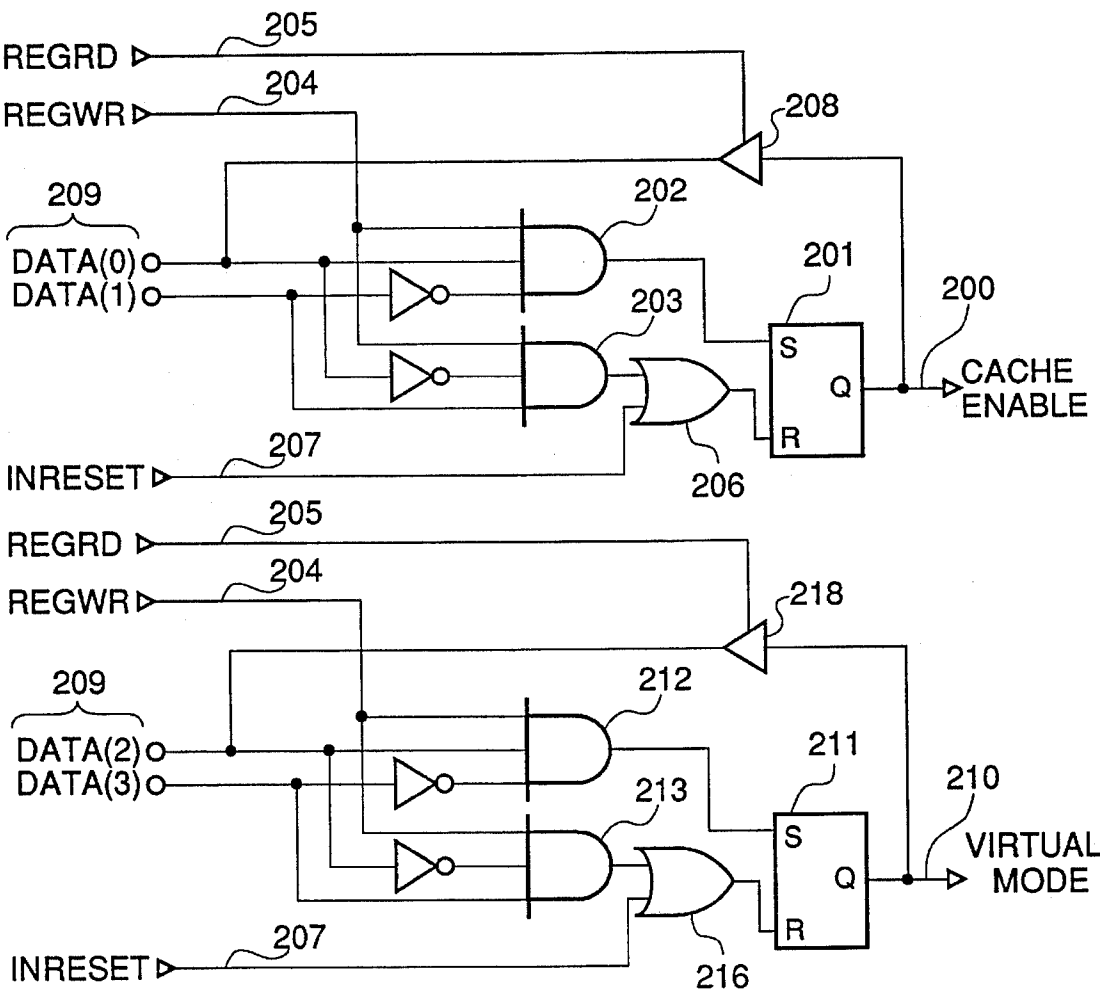 205
REGRD
204
REGWR
208
209
202
DATA(0)
DATA(1)
201
203
200
S
Q
CACHE
ENABLE
R
207
INRESET
206
205
REGRD
204
REGWR
218
209
212
DATA(2)
DATA(3)
211
213
210
S
Q
VIRTUAL
MODE
R
207
INRESET
216